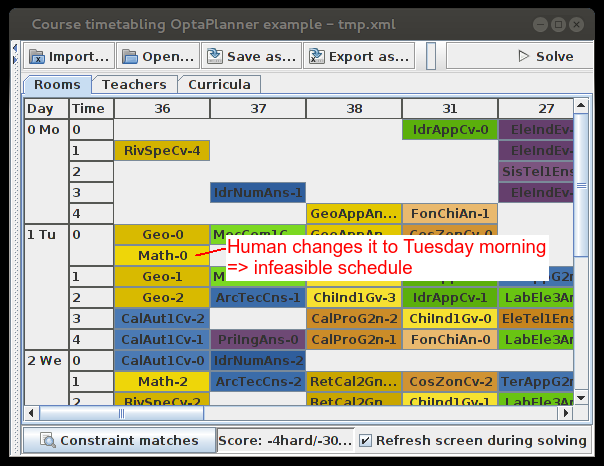 Course timetabling OptaPlanner example – tmp.xml
Import... Open... Save as... Export as... Solve
Rooms Teachers Curricula
Day Time 36 37 38 31 27
0 Mo 0 IdrAppCv-0 EleIndEv-
1 RivSpeCv-4 EleIndEv-
2 SisTel1Ens
3 IdrNumAns-1 EleIndEv-
4 GeoAppAn... FonChiAn-1
1 Tu 0 Geo-0 MecCom1C... CosZonCv-0
Math-0
Human changes it to Tuesday morning
=> infeasible schedule
1 Geo-1
2 Geo-2 ArcTecCns-1 ChiInd1Gv-3 IdrAppCv-1 LabEle3Ar
3 CalAut1Cv-2 CalProG2n-2 ChiInd1Gv-0 EleTel1Ens
4 CalAut1Cv-1 PriIngAns-0 CalProG2n-1 FonChiAn-0 LabEle3Ar
2 We 0 CalAut1Cv-0 IdrNumAns-2
1 Math-2 ArcTecCns-2 RetCal2Gn... CosZonCv-2 TerAppG2n
2 RivSpeCv-2 RetCal2Gn... ChiInd1Gv-1 LabEle3Ar
Constraint matches Score: -4hard/-30... Refresh screen during solving